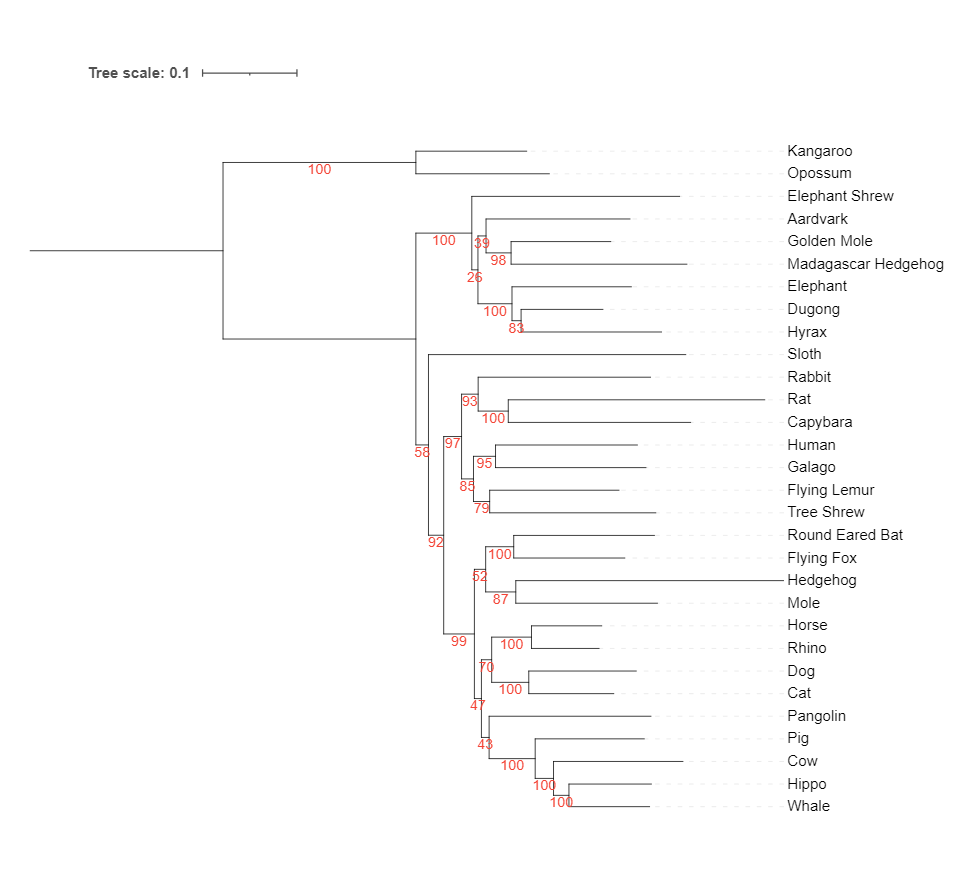 Tree scale: 0.1
Kangaroo
100
Opossum
Elephant Shrew
Aardvark
100
39
Golden Mole
98
Madagascar Hedgehog
26
Elephant
100
Dugong
83
Hyrax
Sloth
Rabbit
93
Rat
100
Capybara
97
Human
58
95
Galago
85
Flying Lemur
79
Tree Shrew
Round Eared Bat
92
100
Flying Fox
52
Hedgehog
87
Mole
Horse
99
100
Rhino
70
Dog
100
Cat
47
Pangolin
43
Pig
100
Cow
100
Hippo
100
Whale